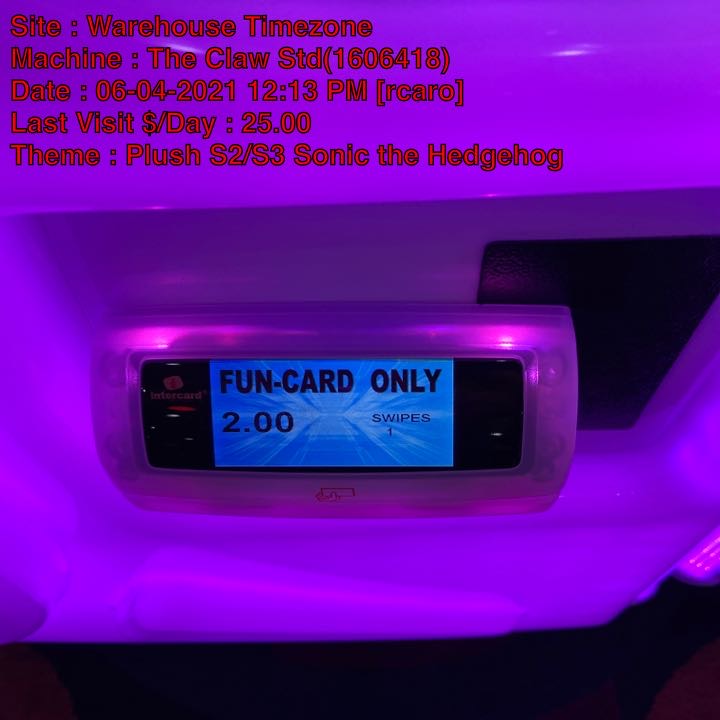 Site : Warehouse Timezone
Machine : The Claw Std(1606418)
Date : 06-04-2021 12:13 PM [rcaro]
Last Visit $/Day : 25.00
Theme : Plush S2/S3 Sonic the Hedgehog
FUN-CARD ONLY
intercard®
2.00 SWIPES
1